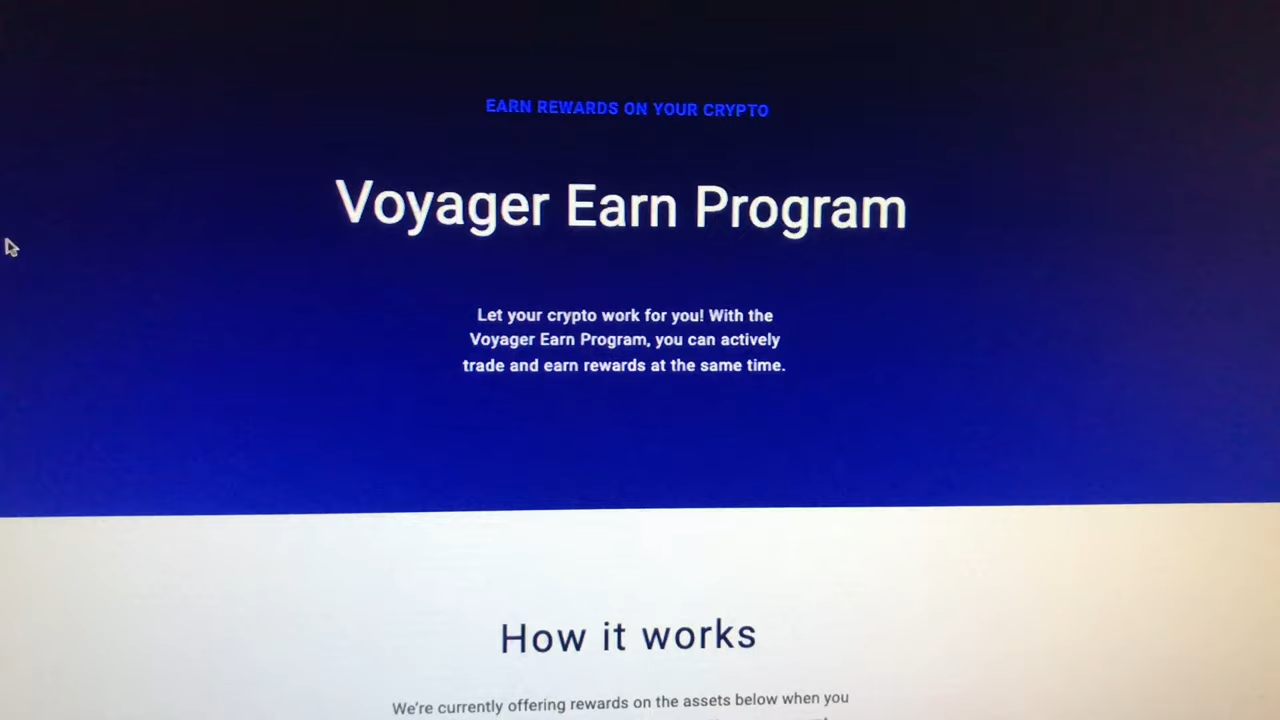 EARN REWARDS ON YOUR CRYPTO
Voyager Earn Program
Let your crypto work for you! With the
Voyager Earn Program, you can actively
trade and earn rewards at the same time.
How it works
We're currently offering rewards on the assets below when you